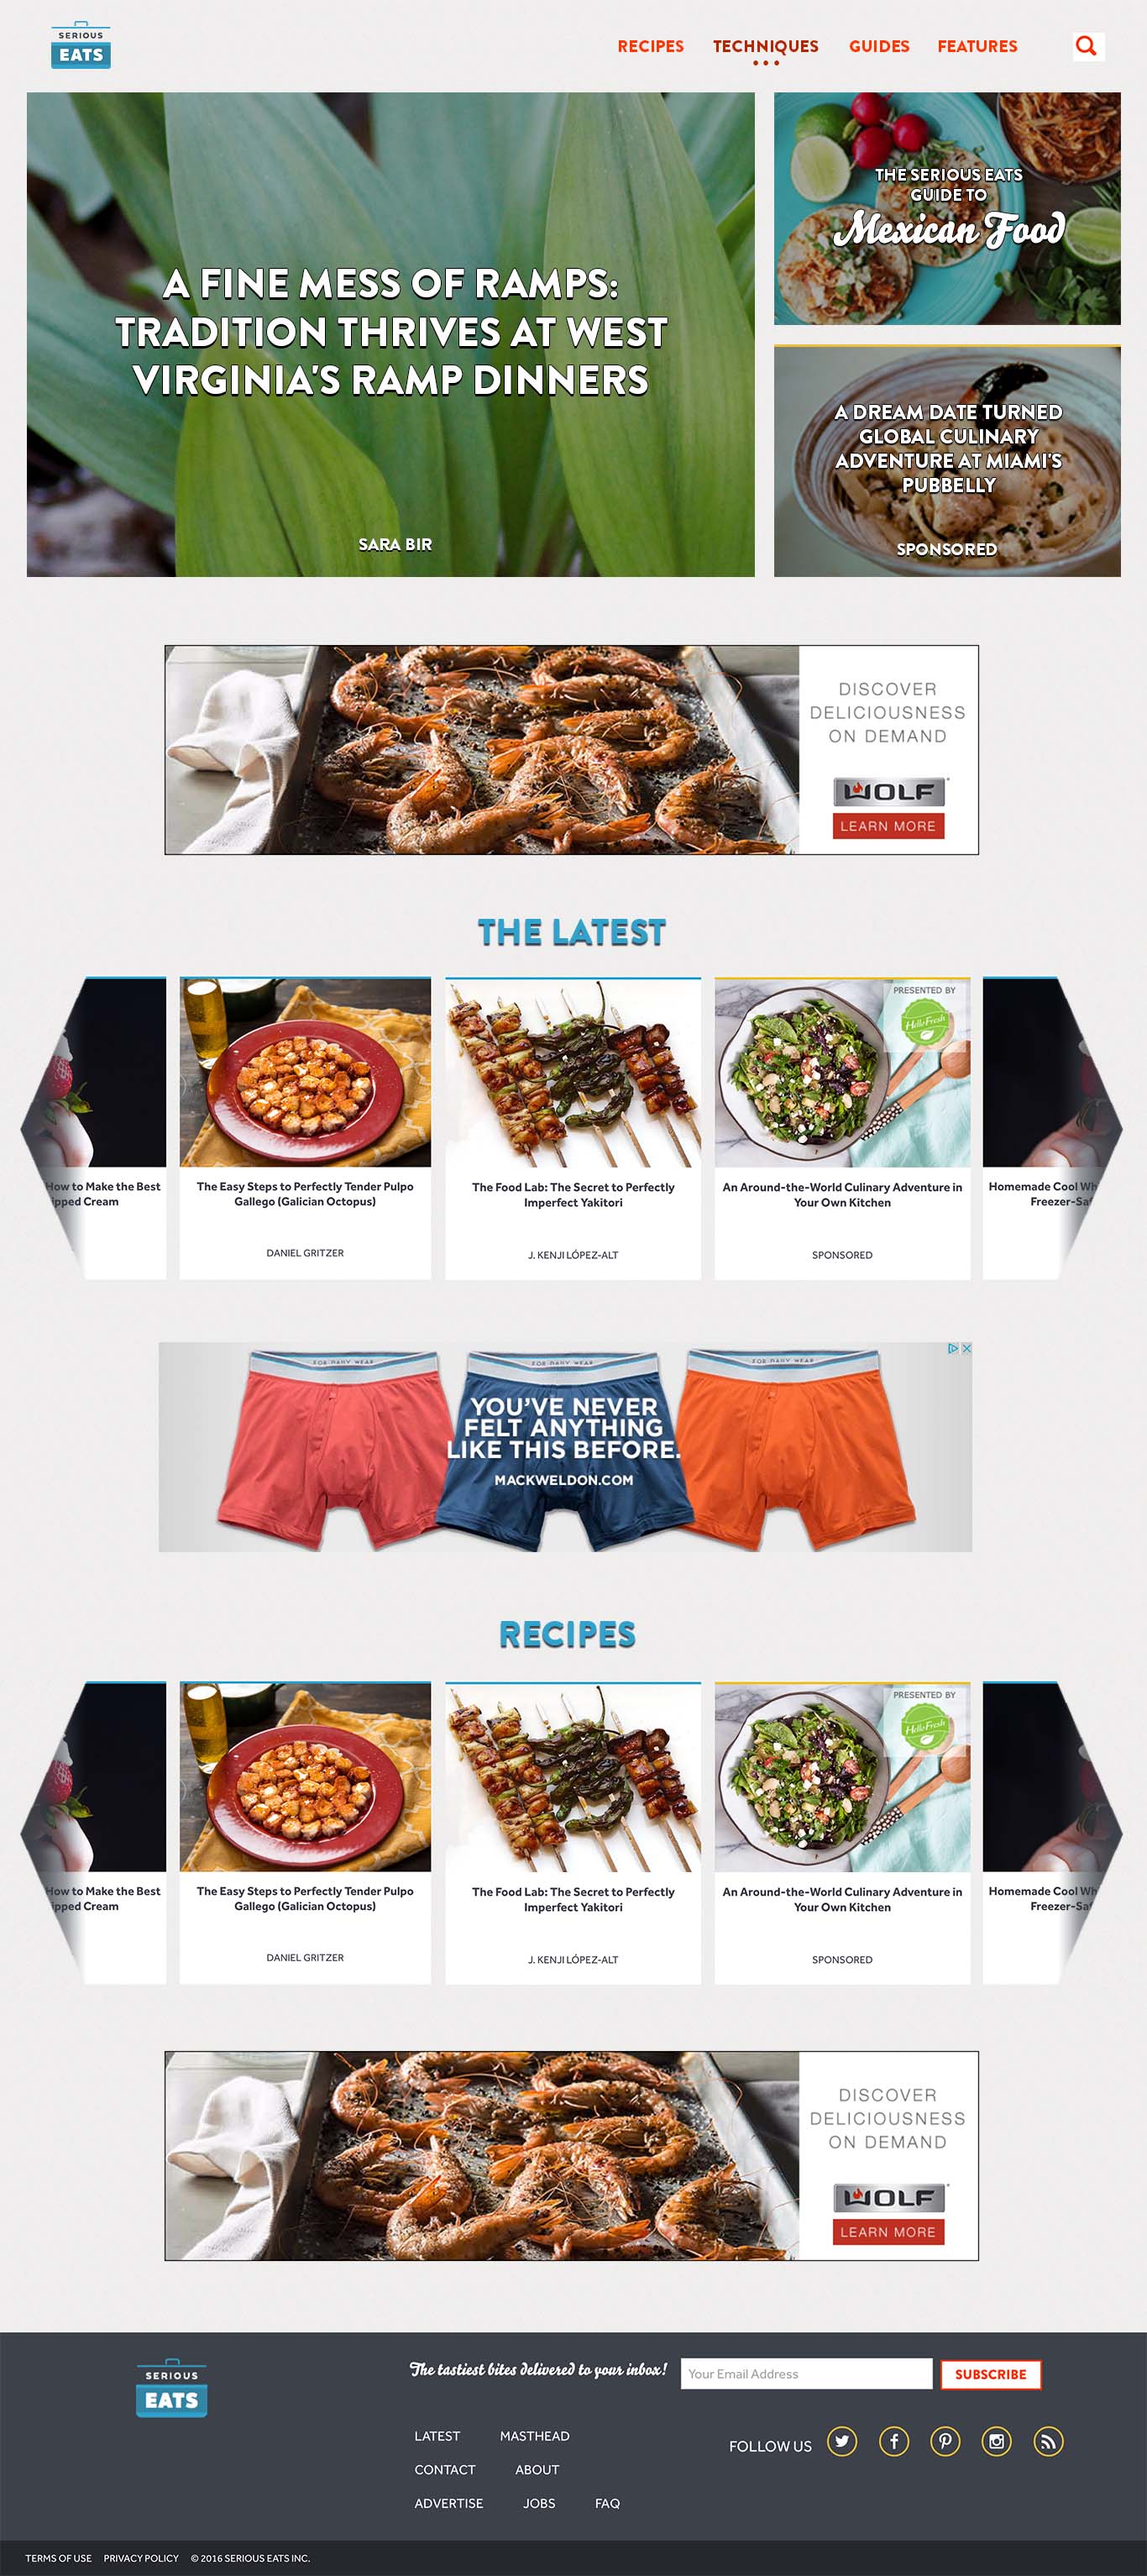 SERIOUS
EATS
RECIPES TECHNIQUES GUIDES FEATURES
A FINE MESS OF RAMPS:
TRADITION THRIVES AT WEST
VIRGINIA'S RAMP DINNERS
SARA BIR
THE SERIOUS EATS
GUIDE TO
Mexican Food
A DREAM DATE TURNED
GLOBAL CULINARY
ADVENTURE AT MIAMI'S
PUBBELLY
SPONSORED
DISCOVER
DELICIOUSNESS
ON DEMAND
WOLF
LEARN MORE
THE LATEST
How to Make the Best
ipped Cream
The Easy Steps to Perfectly Tender Pulpo
Gallego (Galician Octopus)
DANIEL GRITZER
The Food Lab: The Secret to Perfectly
Imperfect Yakitori
J. KENJI LÓPEZ-ALT
PRESENTED BY
HelloFresh
An Around-the-World Culinary Adventure in
Your Own Kitchen
SPONSORED
Homemade Cool Wh
Freezer-Sa
FOR DAILY WEAR
FOR DAILY WEAR
FOR DAILY WEAR
YOU'VE NEVER
FELT ANYTHING
LIKE THIS BEFORE.
MACKWELDON.COM
RECIPES
How to Make the Best
ipped Cream
The Easy Steps to Perfectly Tender Pulpo
Gallego (Galician Octopus)
DANIEL GRITZER
The Food Lab: The Secret to Perfectly
Imperfect Yakitori
J. KENJI LÓPEZ-ALT
PRESENTED BY
HelloFresh
An Around-the-World Culinary Adventure in
Your Own Kitchen
SPONSORED
Homemade Cool Wh
Freezer-Sa
DISCOVER
DELICIOUSNESS
ON DEMAND
WOLF
LEARN MORE
SERIOUS
EATS
The tastiest bites delivered to your inbox! Your Email Address SUBSCRIBE
LATEST MASTHEAD
CONTACT ABOUT
ADVERTISE JOBS FAQ
FOLLOW US
TERMS OF USE PRIVACY POLICY © 2016 SERIOUS EATS INC.